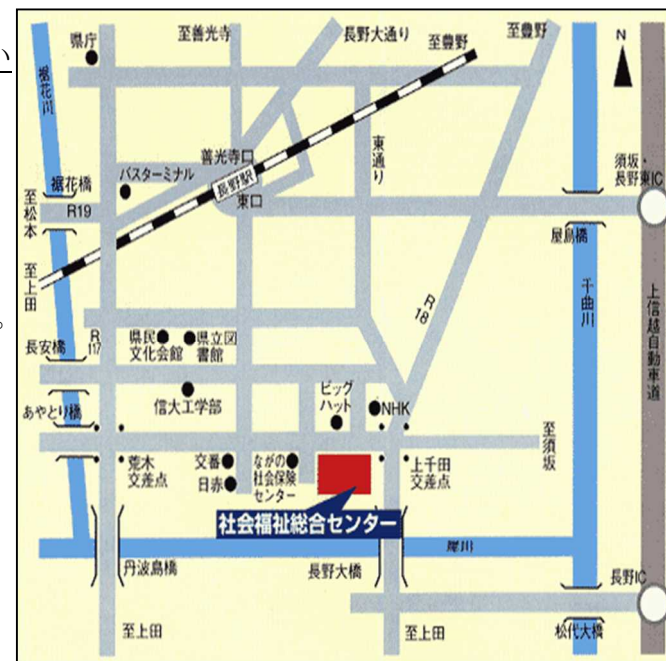 い
。
県庁
至善光寺
長野大通り
至豊野
至豊野
N
裾花川
善光寺口
東通り
須坂・
長野東IC
バスターミナル
裾花橋
長野駅
東口
R19
至松本
屋島橋
至上田
千曲川
上信越自動車道
R
18
R
117
県民
文化会館
県立図
書館
長安橋
ビッグ
ハット
NHK
信大工学部
あやとり橋
至須坂
荒木
交差点
交番
日赤
ながの
社会保険
センター
上千田
交差点
社会福祉総合センター
犀川
丹波島橋
長野大橋
長野IC
至上田
至上田
松代大橋